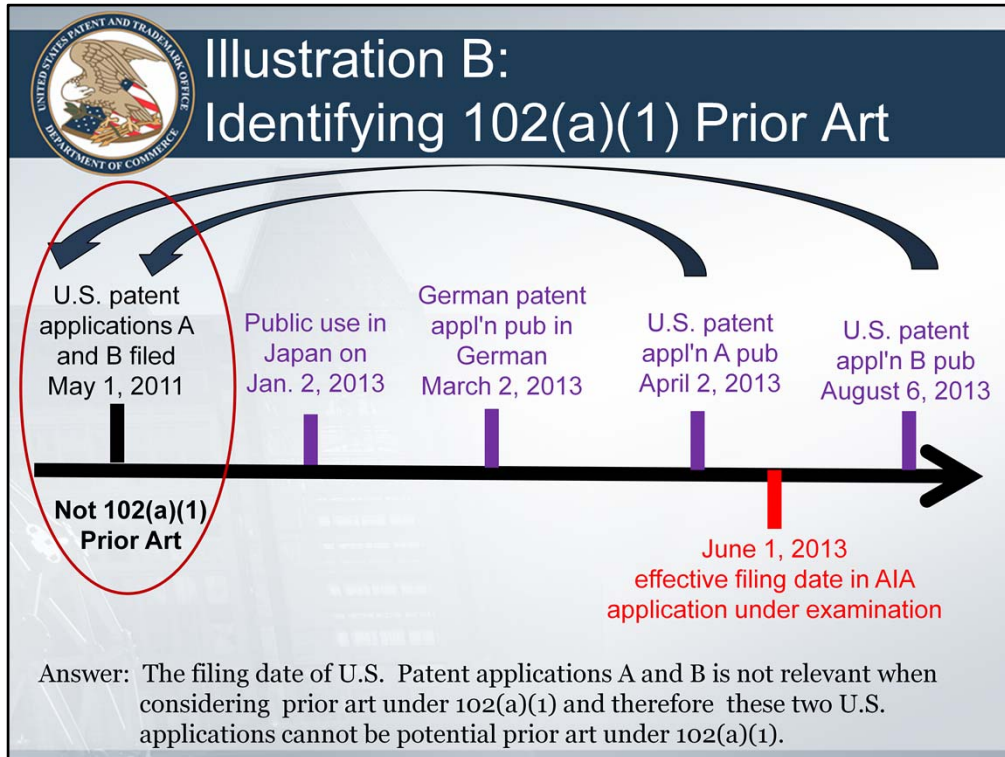 UNITED STATES PATENT AND TRADEMARK OFFICE
DEPARTMENT OF COMMERCE
Illustration B:
Identifying 102(a)(1) Prior Art
U.S. patent
applications A
and B filed
May 1, 2011
Public use in
Japan on
Jan. 2, 2013
German patent
appl'n pub in
German
March 2, 2013
U.S. patent
appl'n A pub
April 2, 2013
U.S. patent
appl'n B pub
August 6, 2013
Not 102(a)(1)
Prior Art
June 1, 2013
effective filing date in AIA
application under examination
Answer: The filing date of U.S. Patent applications A and B is not relevant when
considering prior art under 102(a)(1) and therefore these two U.S.
applications cannot be potential prior art under 102(a)(1).